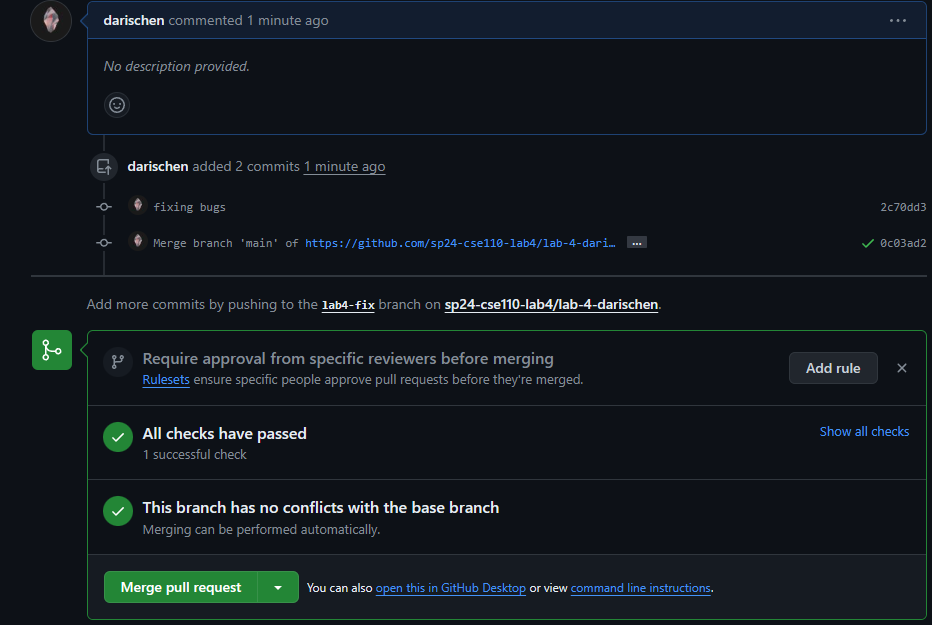 darischen commented 1 minute ago
No description provided.
darischen added 2 commits 1 minute ago
fixing bugs 2c70dd3
Merge branch 'main' of https://github.com/sp24-cse110-lab4/lab-4-dari… … 0c03ad2
Add more commits by pushing to the lab4-fix branch on sp24-cse110-lab4/lab-4-darischen.
Require approval from specific reviewers before merging
Rulesets ensure specific people approve pull requests before they're merged.
Add rule
All checks have passed
1 successful check
Show all checks
This branch has no conflicts with the base branch
Merging can be performed automatically.
Merge pull request
You can also open this in GitHub Desktop or view command line instructions.